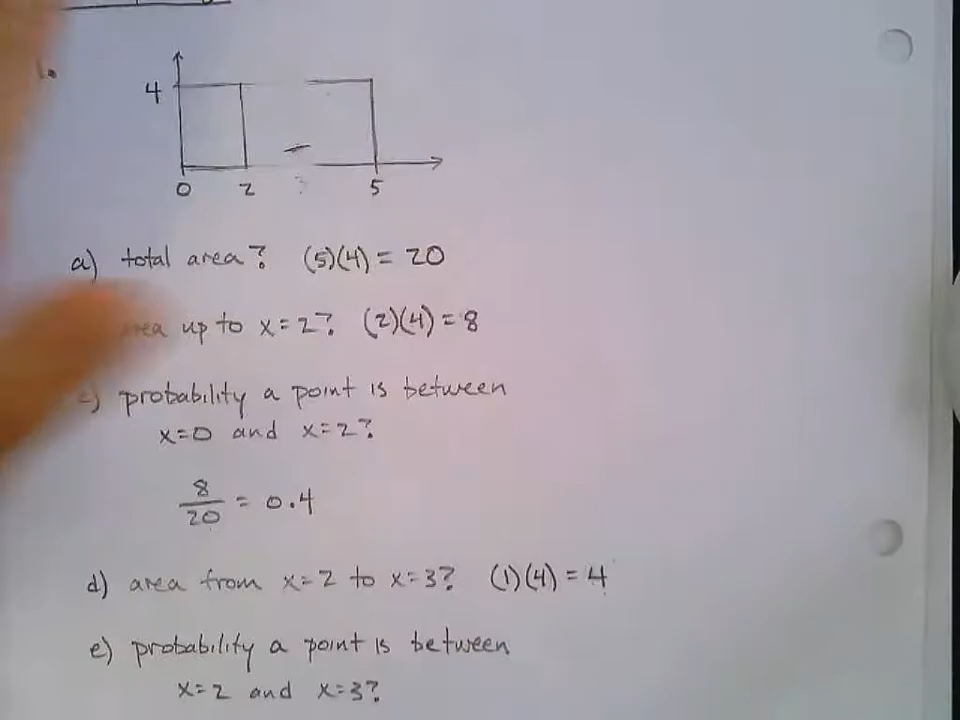 4
0 2 5
a) total area? (5)(4) = 20
up to x=2? (2)(4) = 8
c) probability a point is between
x=0 and x=2?
8
20 = 0.4
d) area from x=2 to x=3? (1)(4) = 4
e) probability a point is between
x=2 and x=3?